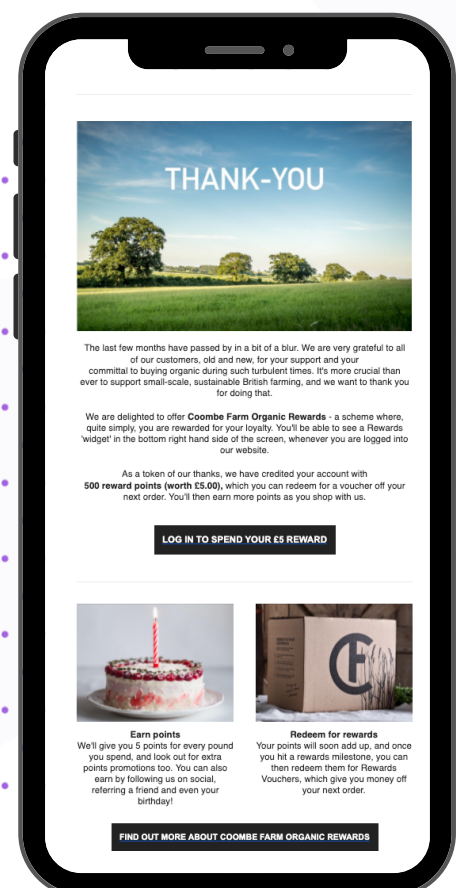 THANK-YOU
The last few months have passed by in a bit of a blur. We are very grateful to all
of our customers, old and new, for your support and your
committal to buying organic during such turbulent times. It's more crucial than
ever to support small-scale, sustainable British farming, and we want to thank you
for doing that.
We are delighted to offer Coombe Farm Organic Rewards - a scheme where,
quite simply, you are rewarded for your loyalty. You'll be able to see a Rewards
'widget' in the bottom right hand side of the screen, whenever you are logged into
our website.
As a token of our thanks, we have credited your account with
500 reward points (worth £5.00), which you can redeem for a voucher off your
next order. You'll then earn more points as you shop with us.
LOG IN TO SPEND YOUR £5 REWARD
Earn points
We'll give you 5 points for every pound
you spend, and look out for extra
points promotions too. You can also
earn by following us on social,
referring a friend and even your
birthday!
Redeem for rewards
Your points will soon add up, and once
you hit a rewards milestone, you can
then redeem them for Rewards
Vouchers, which give you money off
your next order.
FIND OUT MORE ABOUT COOMBE FARM ORGANIC REWARDS